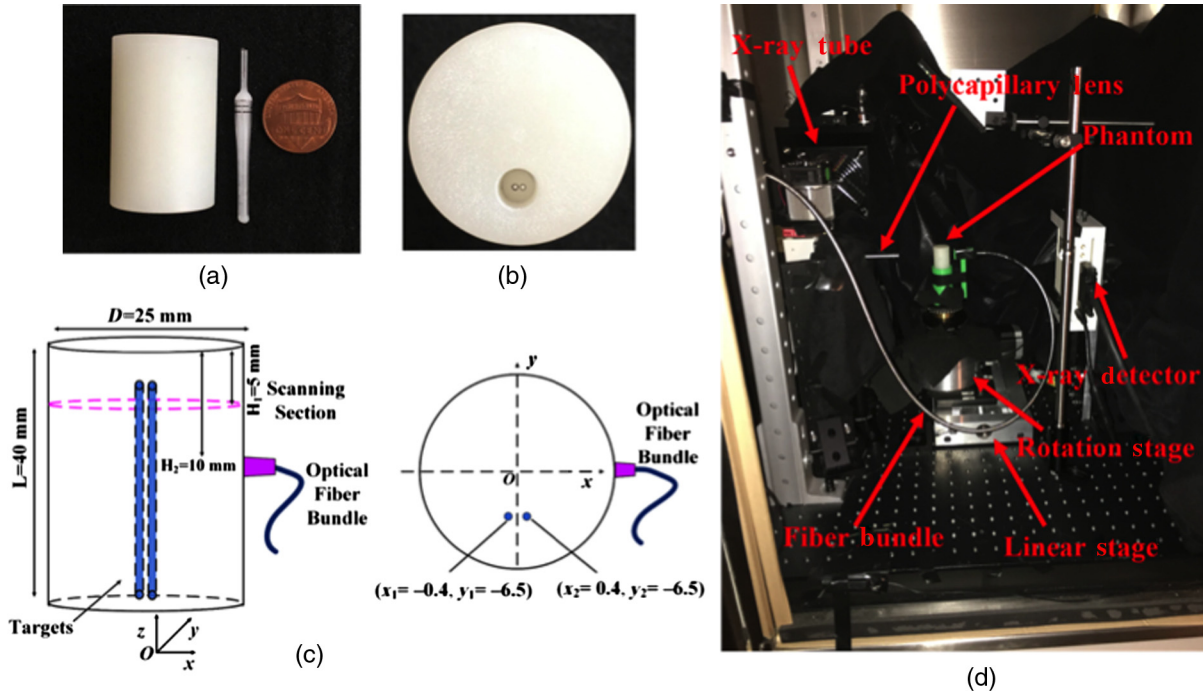 (a)
(b)
X-ray tube
Polycapillary lens
Phantom
X-ray detector
Rotation stage
Fiber bundle
Linear stage
(d)
D=25 mm
L=40 mm
H₁=5 mm
Scanning
Section
H₂=10 mm
Optical
Fiber
Bundle
Targets
z
y
O
x
(c)
y
O
x
Optical
Fiber
Bundle
(x₁= –0.4, y₁= –6.5)
(x₂= 0.4, y₂= –6.5)